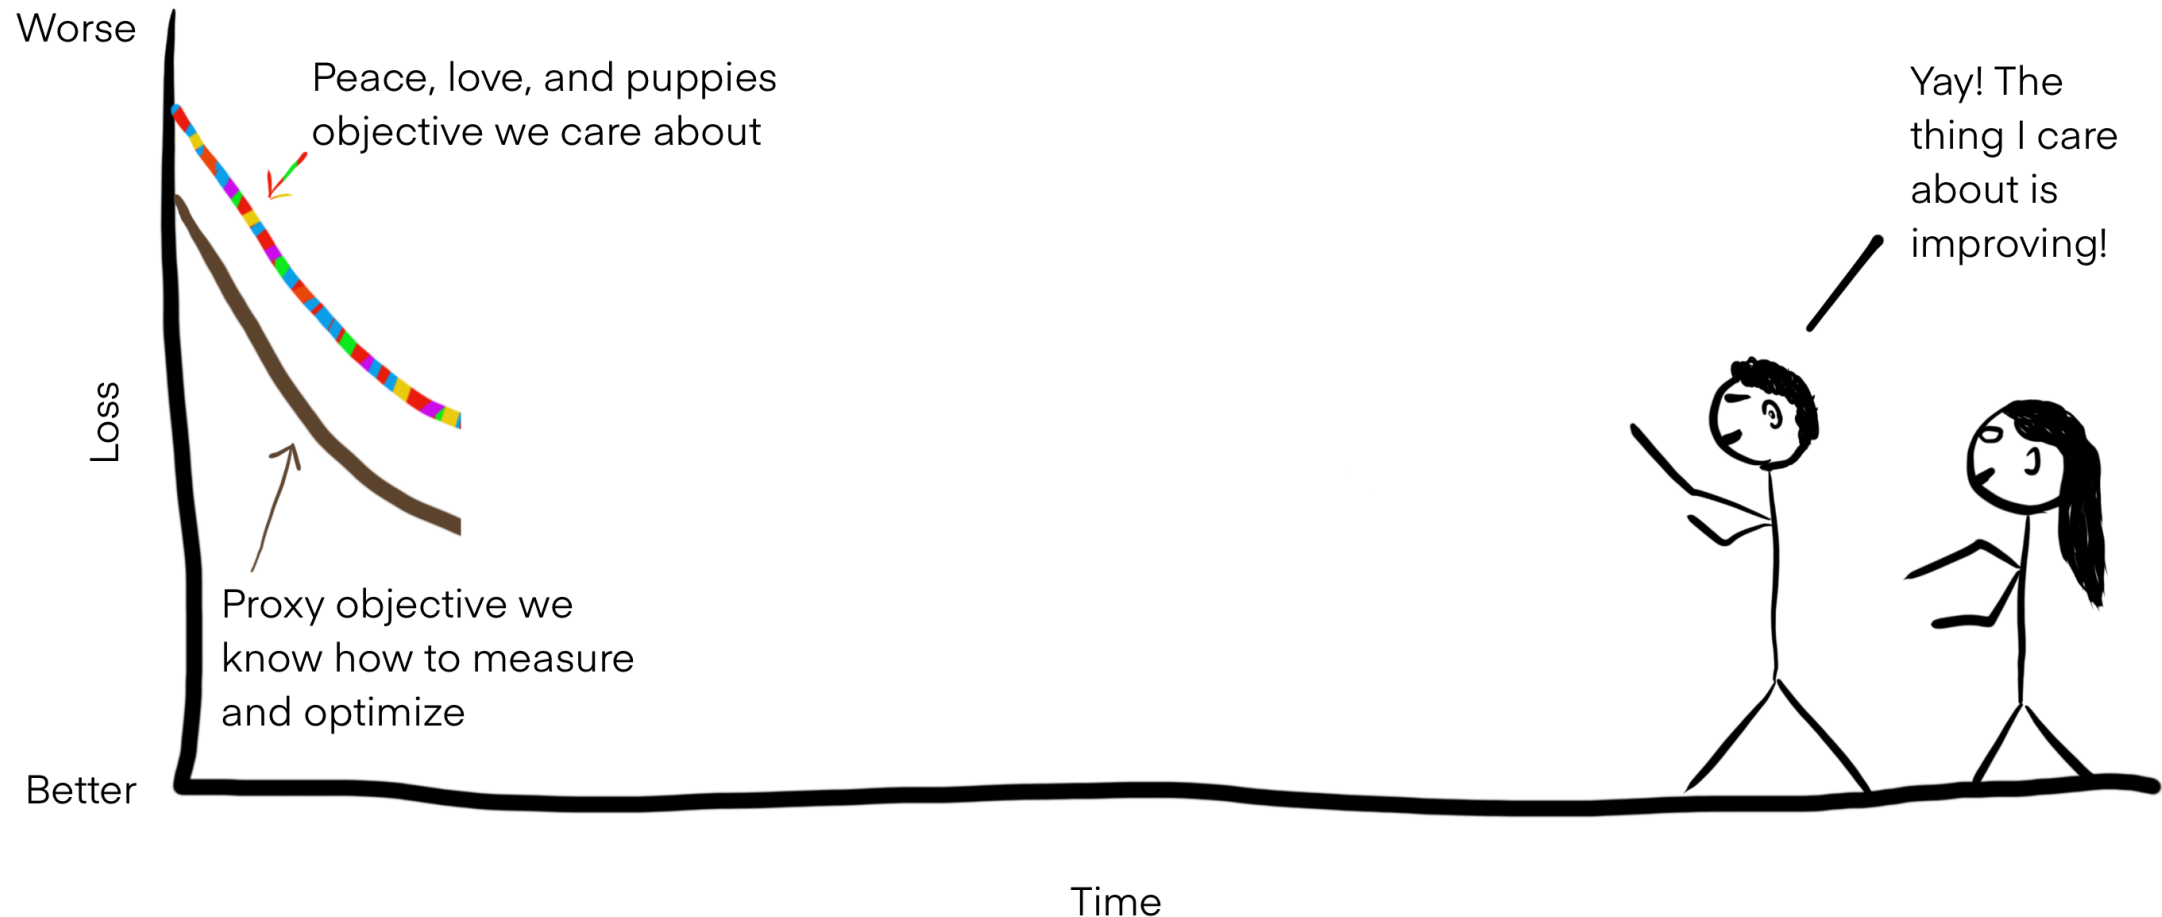 Worse
Peace, love, and puppies
objective we care about
Yay! The
thing I care
about is
improving!
Loss
Proxy objective we
know how to measure
and optimize
Better
Time